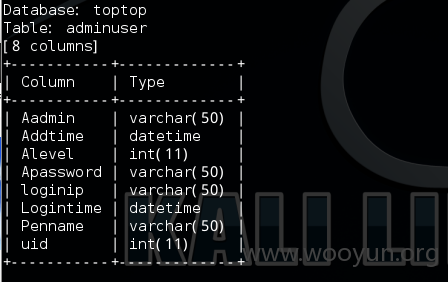 Database: toptop
Table: adminuser
[8 columns]
+-----------+-------------+
| Column | Type |
+-----------+-------------+
| Aadmin | varchar(50) |
| Addtime | datetime |
| Alevel | int(11) |
| Apassword | varchar(50) |
| loginip | varchar(50) |
| Logintime | datetime |
| Penname | varchar(50) |
| uid | int(11) |
+-----------+-------------+
KALI LI
www.wooyun.org